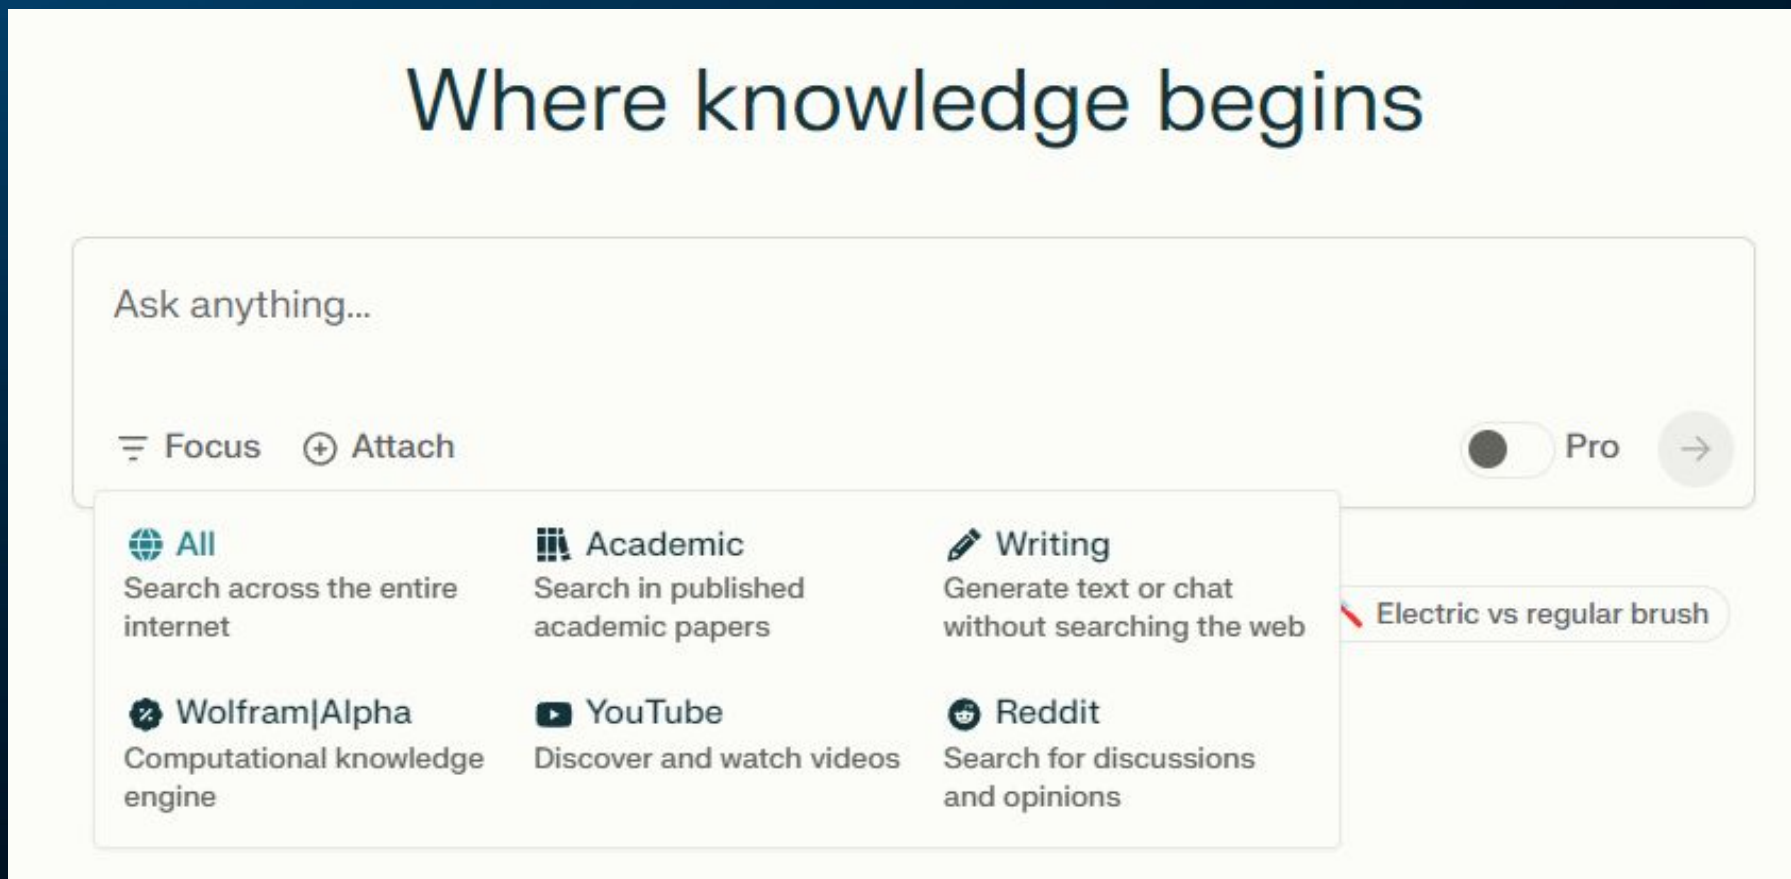 Where knowledge begins
Ask anything...
Focus
Attach
Pro
All
Search across the entire
internet
Academic
Search in published
academic papers
Writing
Generate text or chat
without searching the web
Electric vs regular brush
Wolfram|Alpha
Computational knowledge
engine
YouTube
Discover and watch videos
Reddit
Search for discussions
and opinions